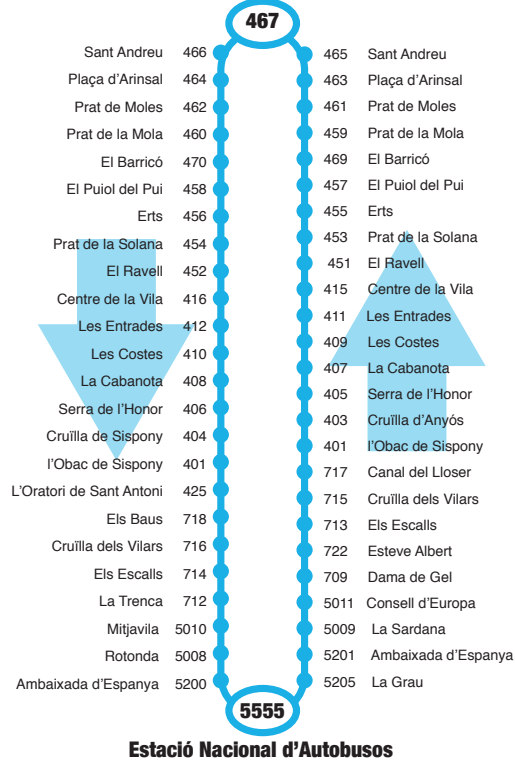 467
Sant Andreu 466
Plaça d'Arinsal 464
Prat de Moles 462
Prat de la Mola 460
El Barricó 470
El Puiol del Pui 458
Erts 456
Prat de la Solana 454
El Ravell 452
Centre de la Vila 416
Les Entrades 412
Les Costes 410
La Cabanota 408
Serra de l'Honor 406
Cruïlla de Sispony 404
l'Obac de Sispony 401
L'Oratori de Sant Antoni 425
Els Baus 718
Cruïlla dels Vilars 716
Els Escalls 714
La Trenca 712
Mitjavila 5010
Rotonda 5008
Ambaixada d'Espanya 5200
465 Sant Andreu
463 Plaça d'Arinsal
461 Prat de Moles
459 Prat de la Mola
469 El Barricó
457 El Puiol del Pui
455 Erts
453 Prat de la Solana
451 El Ravell
415 Centre de la Vila
411 Les Entrades
409 Les Costes
407 La Cabanota
405 Serra de l'Honor
403 Cruïlla d'Anyós
401 l'Obac de Sispony
717 Canal del Lloser
715 Cruïlla dels Vilars
713 Els Escalls
722 Esteve Albert
709 Dama de Gel
5011 Consell d'Europa
5009 La Sardana
5201 Ambaixada d'Espanya
5205 La Grau
5555
Estació Nacional d'Autobusos